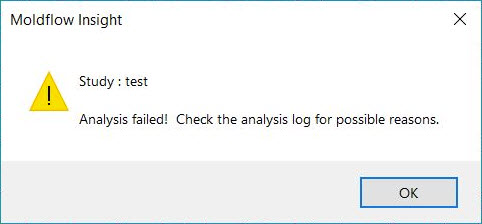 Moldflow Insight
Study : test
Analysis failed!  Check the analysis log for possible reasons.
OK